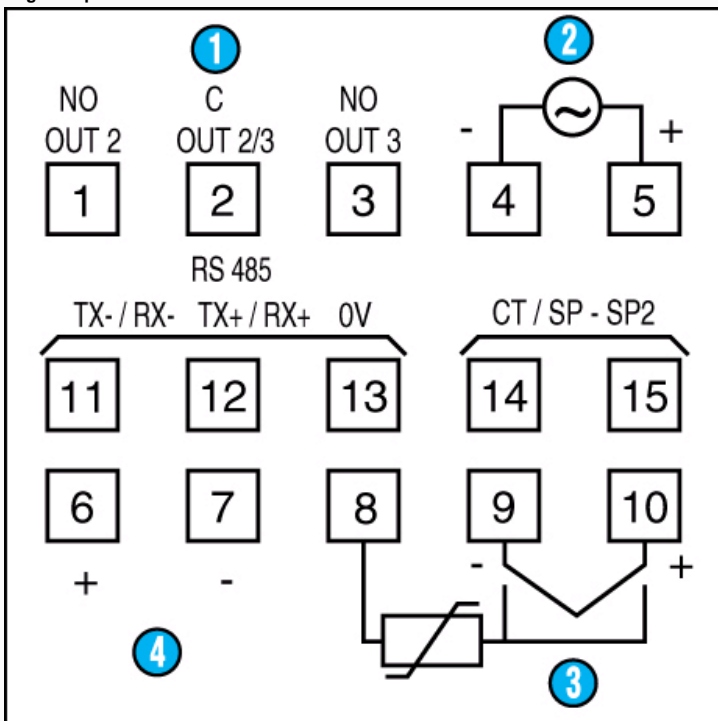 1 2
NO C NO
OUT 2 OUT 2/3 OUT 3 - ~ +
1 2 3 4 5
RS 485
TX- / RX- TX+ / RX+ 0V CT / SP - SP2
11 12 13 14 15
6 7 8 9 10
+ - - +
4 3